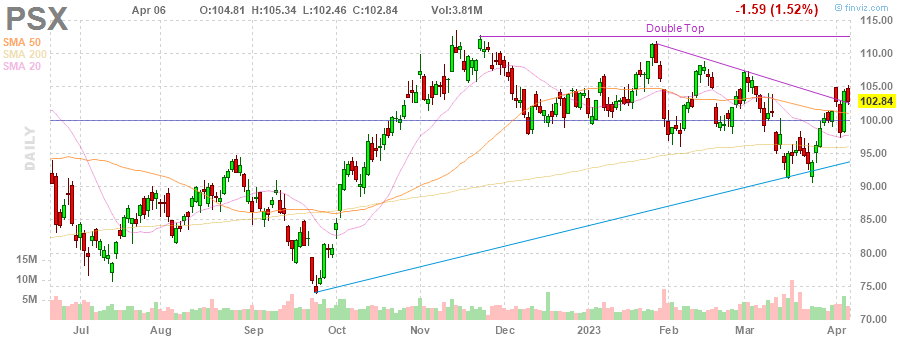 PSX Apr 06 O:104.81 H:105.34 L:102.46 C:102.84 Vol:3.81M -1.59 (1.52%)
© finviz.com
SMA 50
SMA 200
SMA 20
Double Top
DAILY
115.00
110.00
105.00
102.84
100.00
95.00
90.00
85.00
80.00
75.00
70.00
15M
10M
5M
Jul Aug Sep Oct Nov Dec 2023 Feb Mar Apr